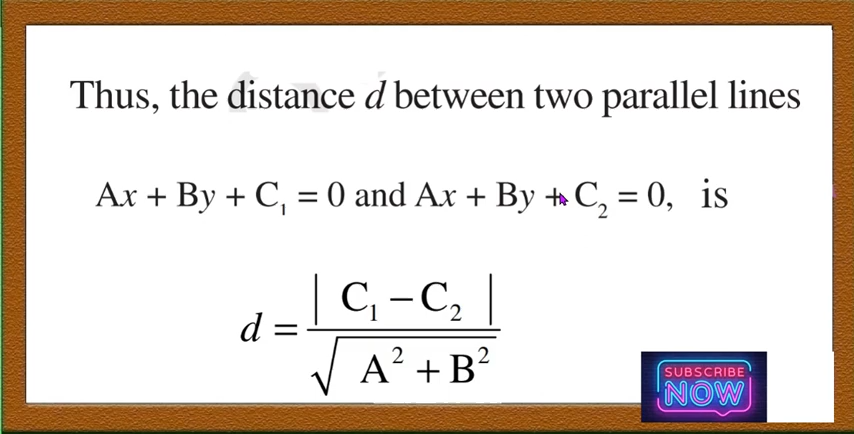 Thus, the distance d between two parallel lines
Ax + By + C₁ = 0 and Ax + By + C₂ = 0, is
d = | C₁ − C₂ | / √ A² + B²
SUBSCRIBE
NOW